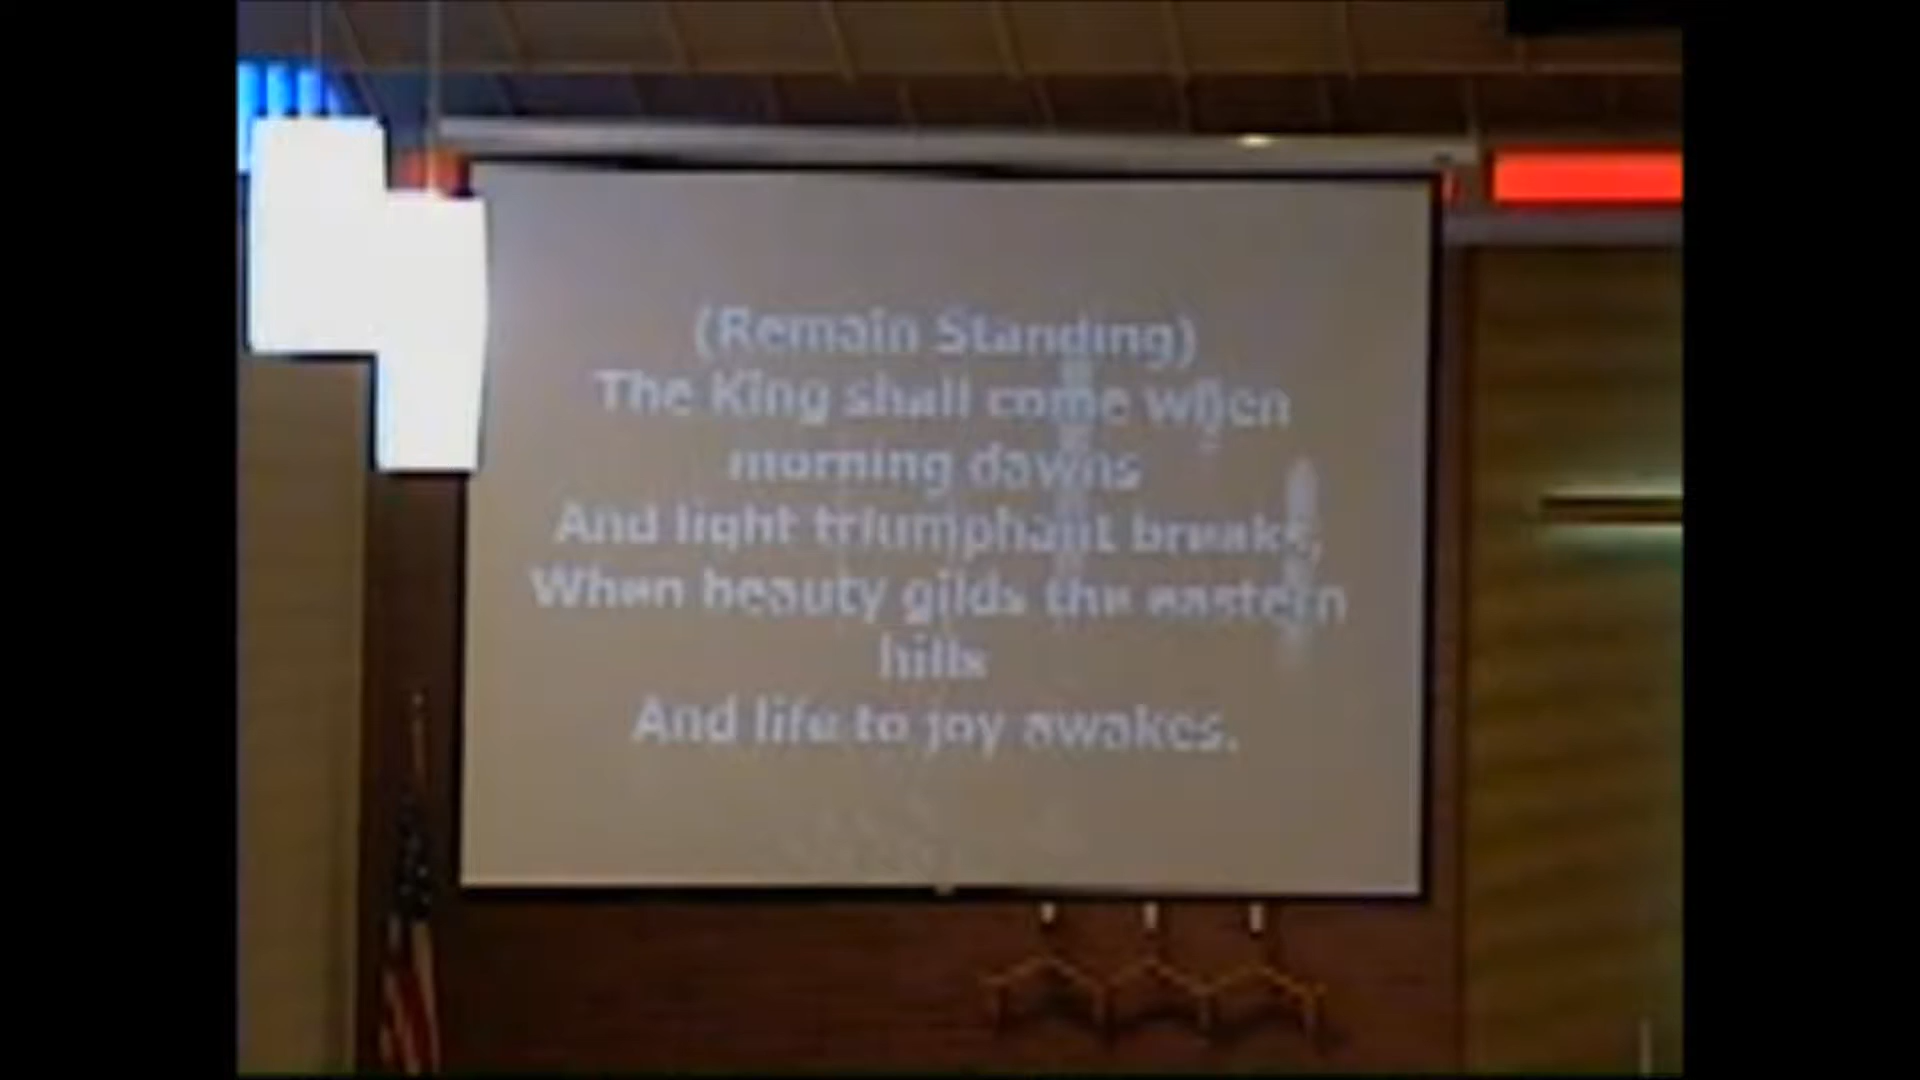 (Remain Standing)
The King shall come when
morning dawns
And light triumphant breaks,
When beauty gilds the eastern
hills
And life to joy awakes.